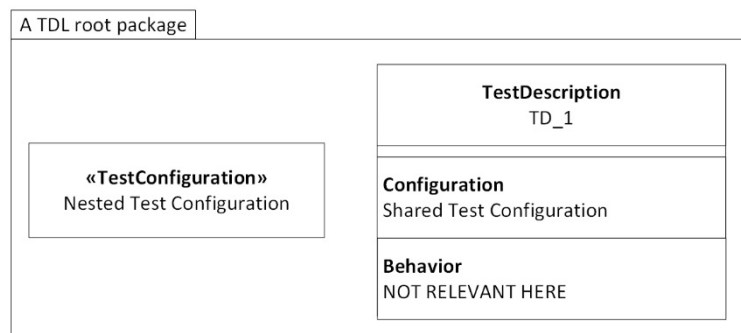 A TDL root package
«TestConfiguration»
Nested Test Configuration
TestDescription
TD_1
Configuration
Shared Test Configuration
Behavior
NOT RELEVANT HERE